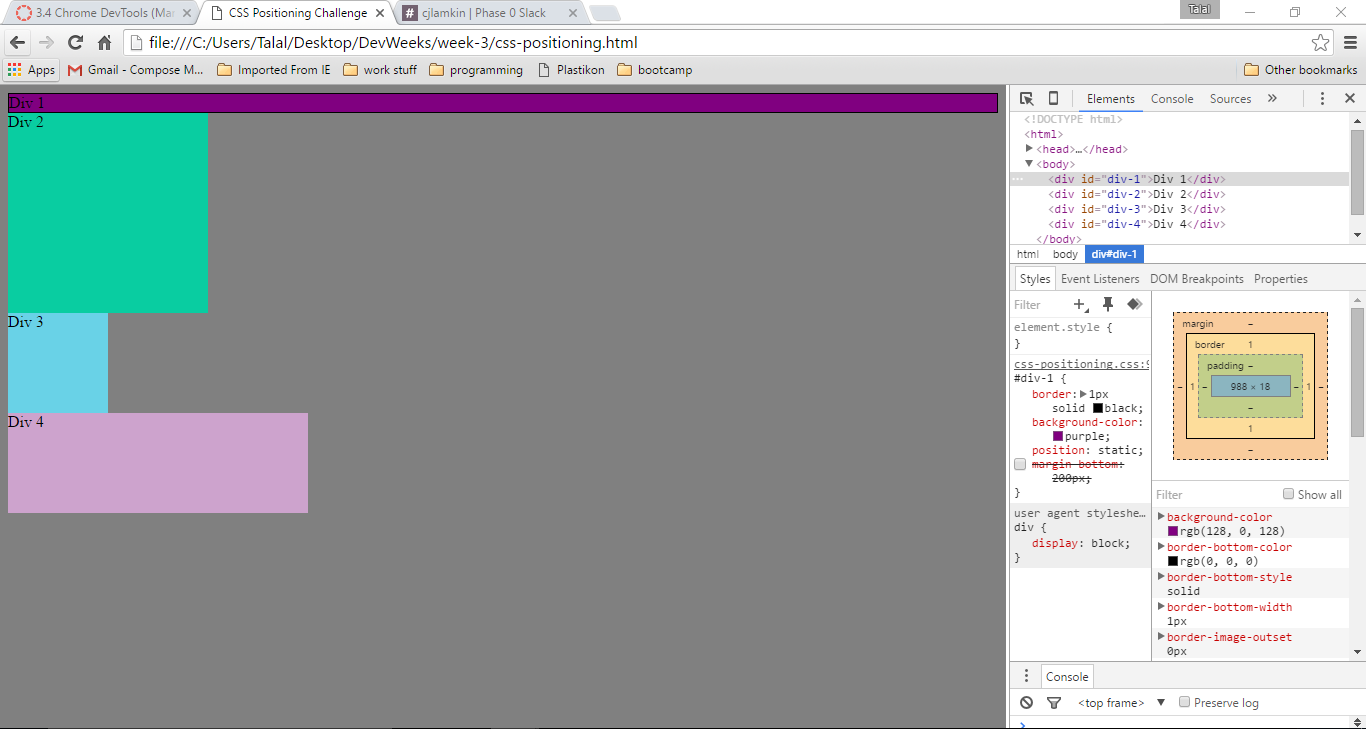 3.4 Chrome DevTools (Ma
CSS Positioning Challenge
cjlamkin | Phase 0 Slack
Talal
file:///C:/Users/Talal/Desktop/DevWeeks/week-3/css-positioning.html
Apps
Gmail - Compose M...
Imported From IE
work stuff
programming
Plastikon
bootcamp
Other bookmarks
Div 1
Div 2
Div 3
Div 4
Elements
Console
Sources
<!DOCTYPE html>
<html>
<head>…</head>
<body>
<div id="div-1">Div 1</div>
<div id="div-2">Div 2</div>
<div id="div-3">Div 3</div>
<div id="div-4">Div 4</div>
</body>
html body div#div-1
Styles Event Listeners DOM Breakpoints Properties
Filter
element.style {
}
css-positioning.css:9
#div-1 {
border: 1px
solid black;
background-color:
purple;
position: static;
margin-bottom:
200px;
}
user agent styleshe…
div {
display: block;
}
margin –
border 1
padding –
– 1 – 988 × 18 – 1 –
–
1
–
Filter
Show all
background-color
rgb(128, 0, 128)
border-bottom-color
rgb(0, 0, 0)
border-bottom-style
solid
border-bottom-width
1px
border-image-outset
0px
Console
<top frame>
Preserve log